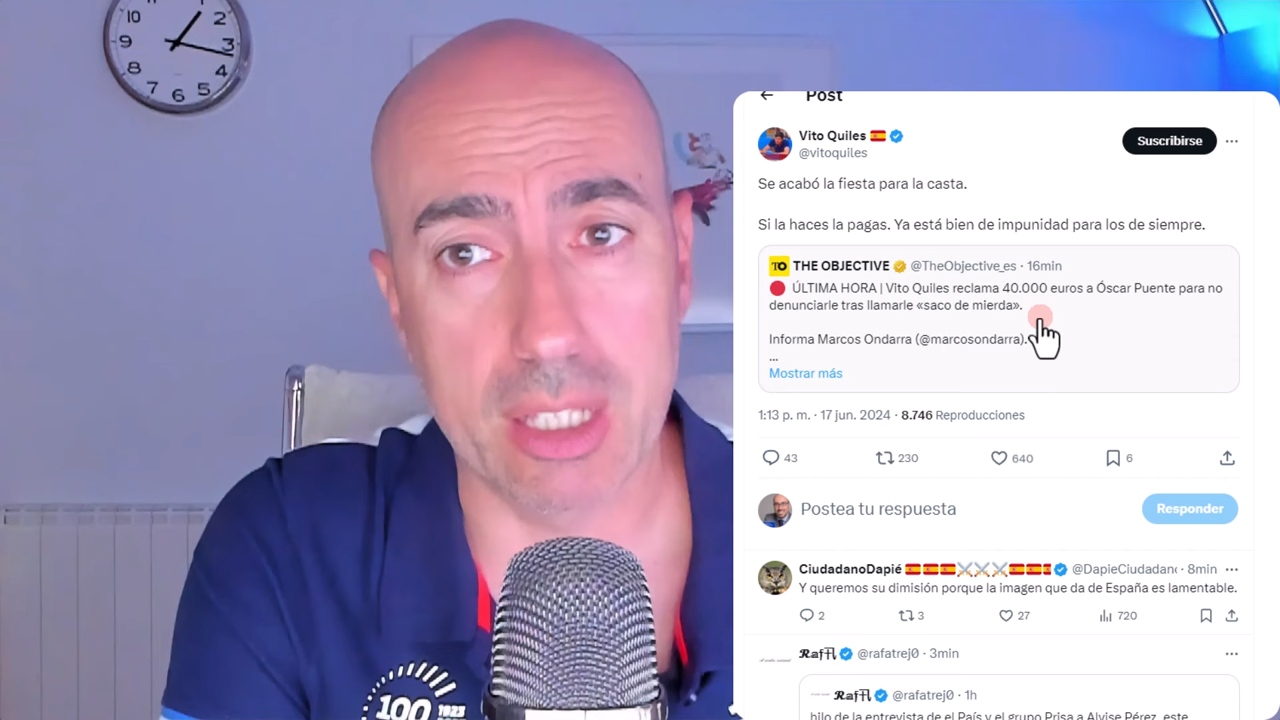 10
2
9
3
8
4
7
6
5
Post
Vito Quiles
@vitoquiles
Suscribirse
Se acabó la fiesta para la casta.
Si la haces la pagas. Ya está bien de impunidad para los de siempre.
TO THE OBJECTIVE @TheObjective_es · 16min
ÚLTIMA HORA | Vito Quiles reclama 40.000 euros a Óscar Puente para no
denunciarle tras llamarle «saco de mierda».
Informa Marcos Ondarra (@marcosondarra).
...
Mostrar más
1:13 p. m. · 17 jun. 2024 · 8.746 Reproducciones
43 230 640 6
Postea tu respuesta
Responder
CiudadanoDapié @DapieCiudadan · 8min
Y queremos su dimisión porque la imagen que da de España es lamentable.
2 3 27 720
@rafatrej0 · 3min
@rafatrej0 · 1h
hilo de la entrevista de el País y el grupo Prisa a Alvise Pérez, este
100 1923